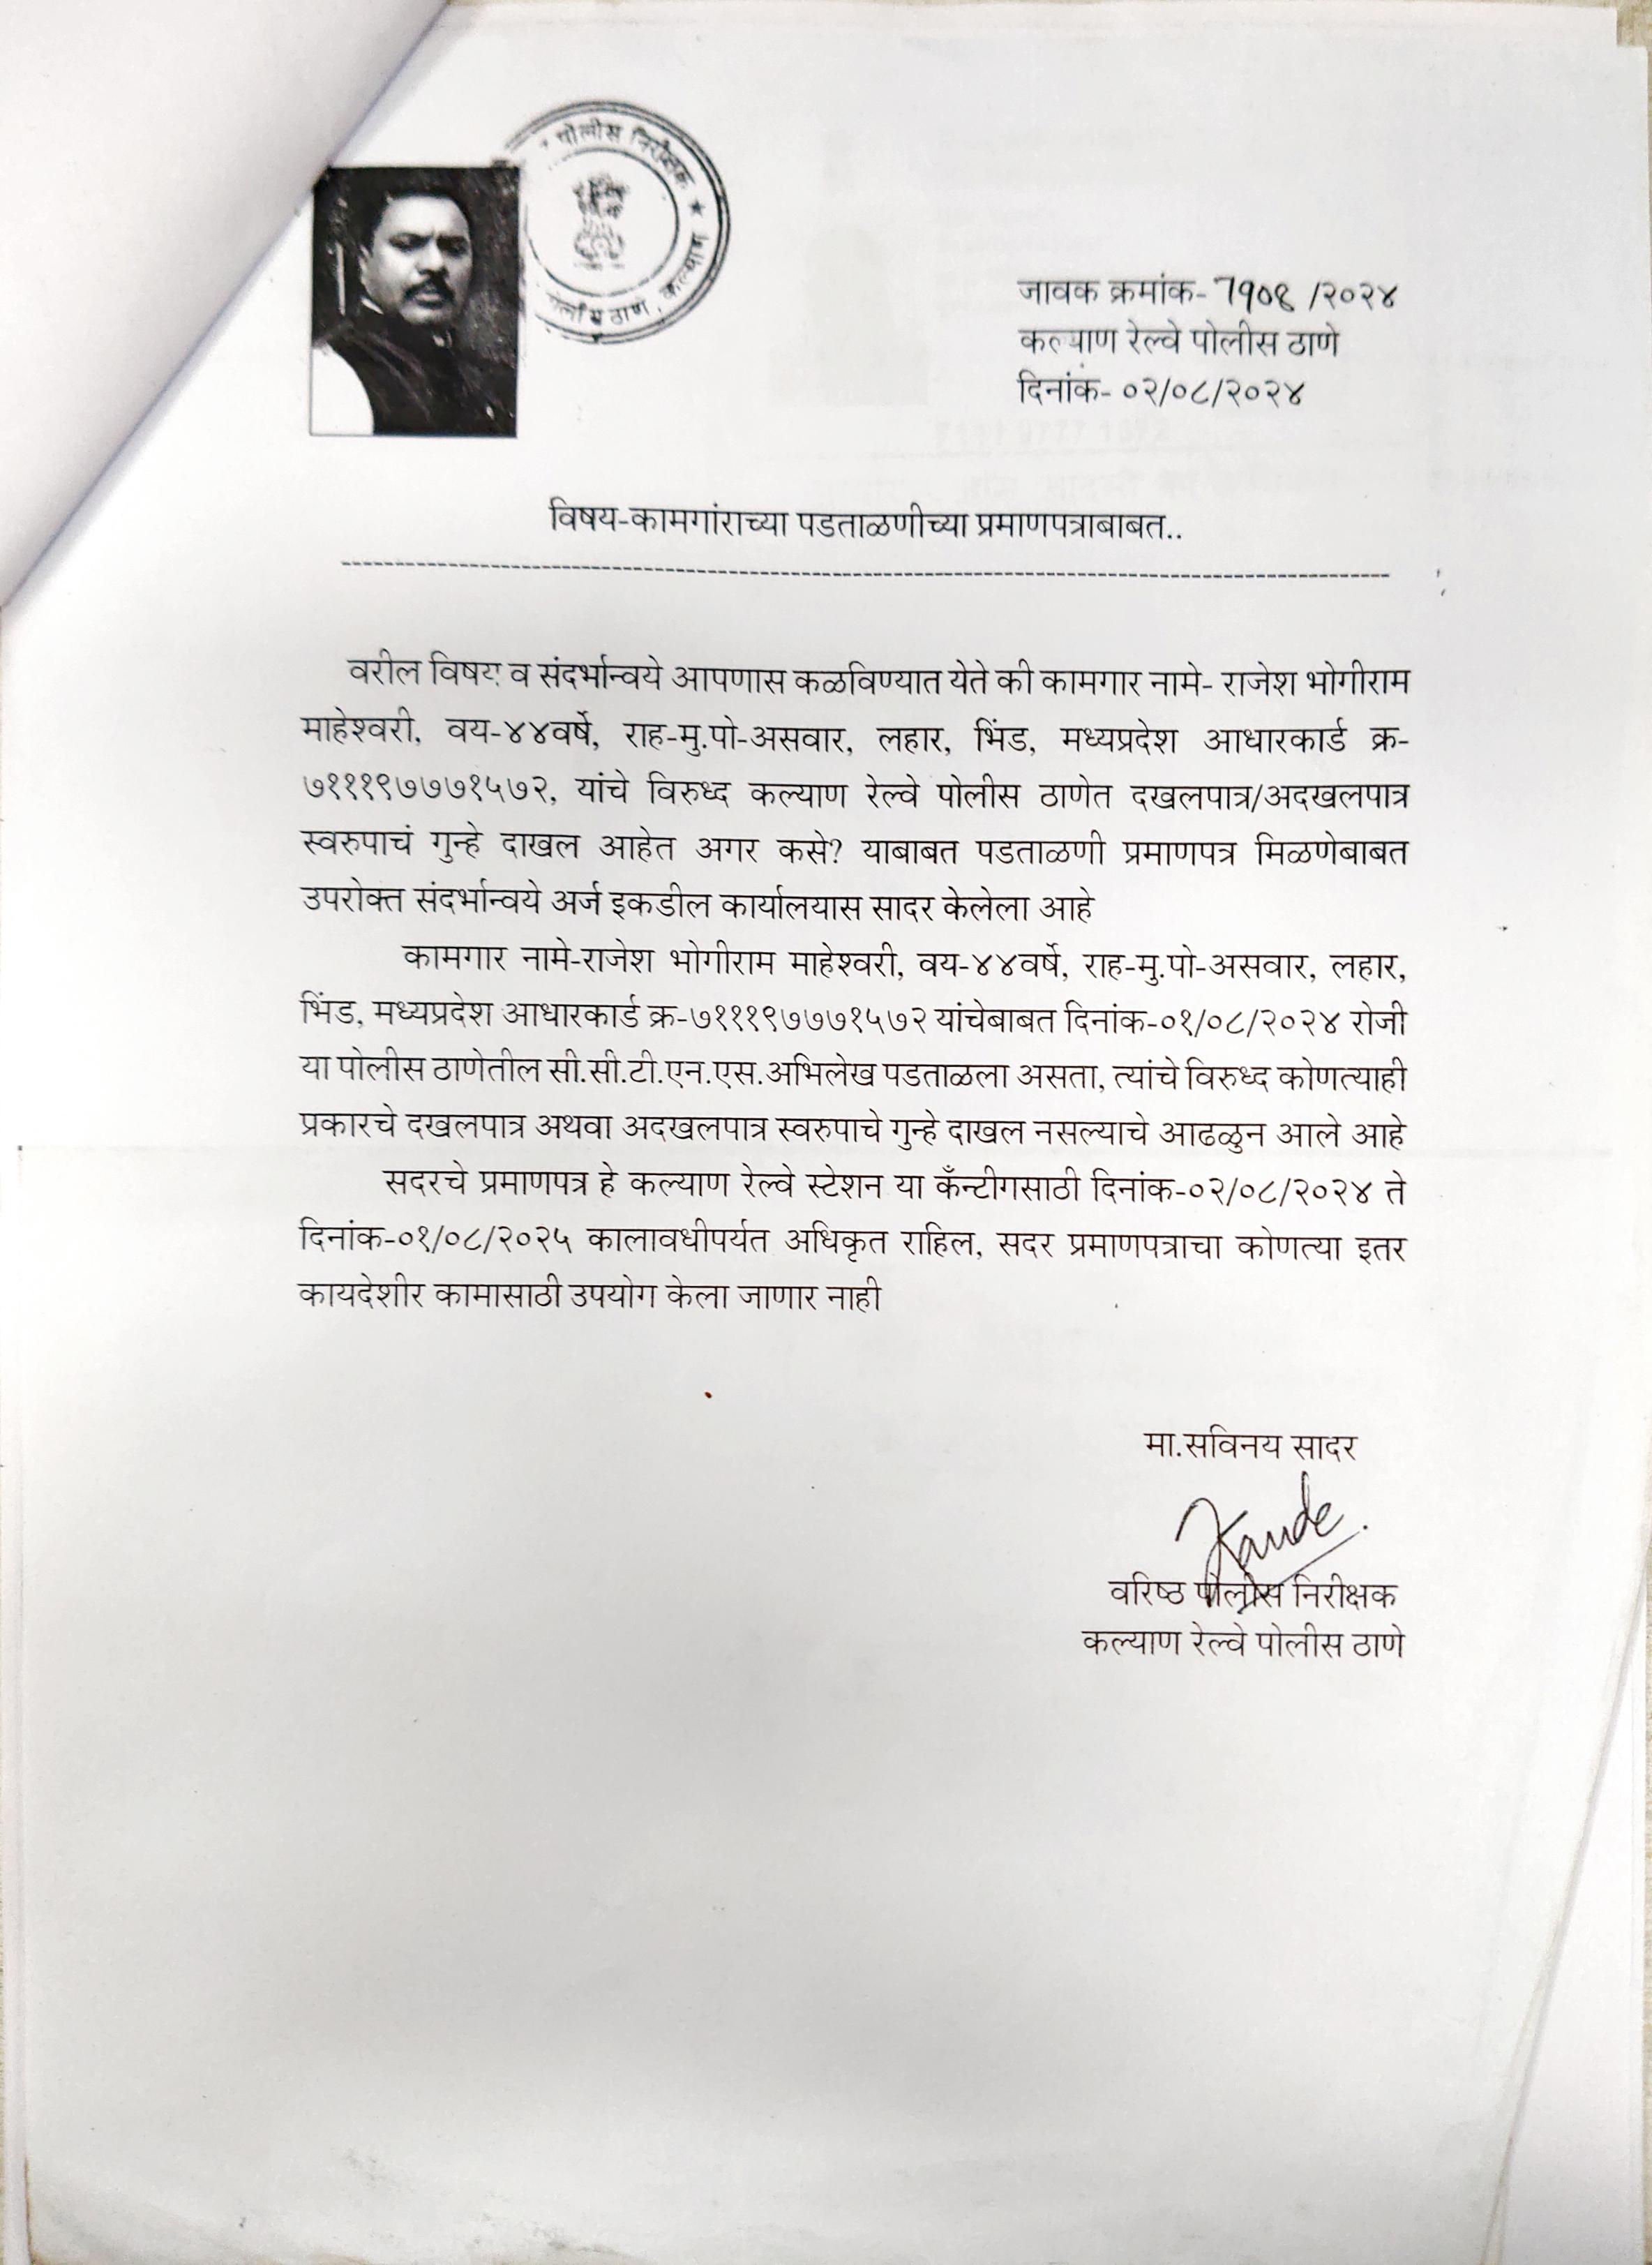 पोलीस निरीक्षक ★
पोलीस ठाणे, कल्याण
जावक क्रमांक- /२०२४
कल्याण रेल्वे पोलीस ठाणे
दिनांक- ०२/०८/२०२४
विषय-कामगांराच्या पडताळणीच्या प्रमाणपत्राबाबत..
वरील विषय व संदर्भान्वये आपणास कळविण्यात येते की कामगार नामे- राजेश भोगीराम
माहेश्वरी, वय-४४वर्षे, राह-मु.पो-असवार, लहार, भिंड, मध्यप्रदेश आधारकार्ड क्र-
७१११९७७७१५७२, यांचे विरुध्द कल्याण रेल्वे पोलीस ठाणेत दखलपात्र/अदखलपात्र
स्वरुपाचं गुन्हे दाखल आहेत अगर कसे? याबाबत पडताळणी प्रमाणपत्र मिळणेबाबत
उपरोक्त संदर्भान्वये अर्ज इकडील कार्यालयास सादर केलेला आहे
कामगार नामे-राजेश भोगीराम माहेश्वरी, वय-४४वर्षे, राह-मु.पो-असवार, लहार,
भिंड, मध्यप्रदेश आधारकार्ड क्र-७१११९७७७१५७२ यांचेबाबत दिनांक-०१/०८/२०२४ रोजी
या पोलीस ठाणेतील सी.सी.टी.एन.एस.अभिलेख पडताळला असता, त्यांचे विरुध्द कोणत्याही
प्रकारचे दखलपात्र अथवा अदखलपात्र स्वरुपाचे गुन्हे दाखल नसल्याचे आढळुन आले आहे
सदरचे प्रमाणपत्र हे कल्याण रेल्वे स्टेशन या कॅंन्टीगसाठी दिनांक-०२/०८/२०२४ ते
दिनांक-०१/०८/२०२५ कालावधीपर्यत अधिकृत राहिल, सदर प्रमाणपत्राचा कोणत्या इतर
कायदेशीर कामासाठी उपयोग केला जाणार नाही
मा.सविनय सादर
वरिष्ठ पोलीस निरीक्षक
कल्याण रेल्वे पोलीस ठाणे